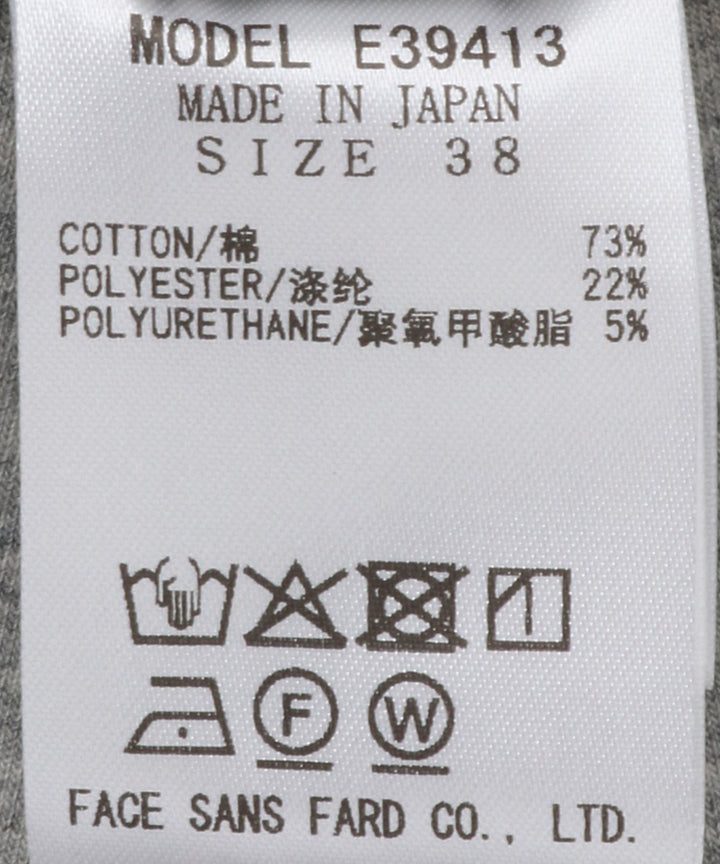 MODEL E39413
MADE IN JAPAN
SIZE 38
COTTON/棉 73%
POLYESTER/涤纶 22%
POLYURETHANE/聚氨甲酸脂 5%
F W
FACE SANS FARD CO., LTD.